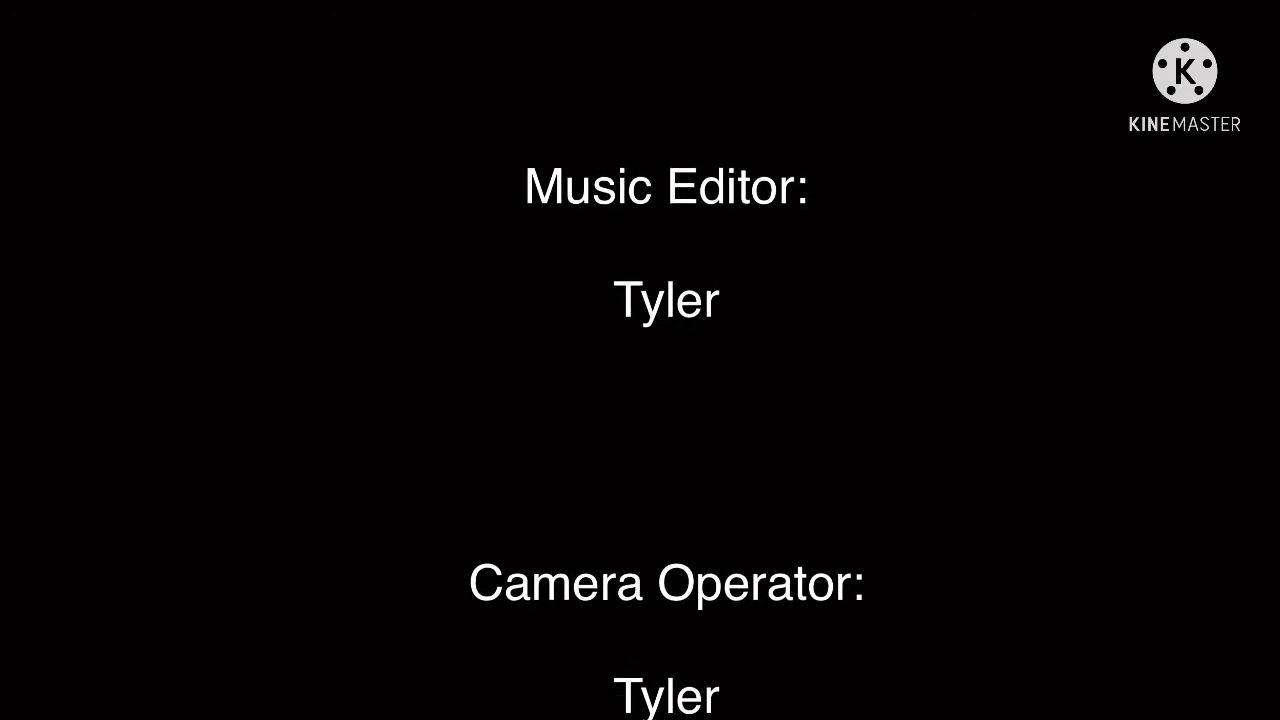 K
KINEMASTER
Music Editor:
Tyler
Camera Operator:
Tyler